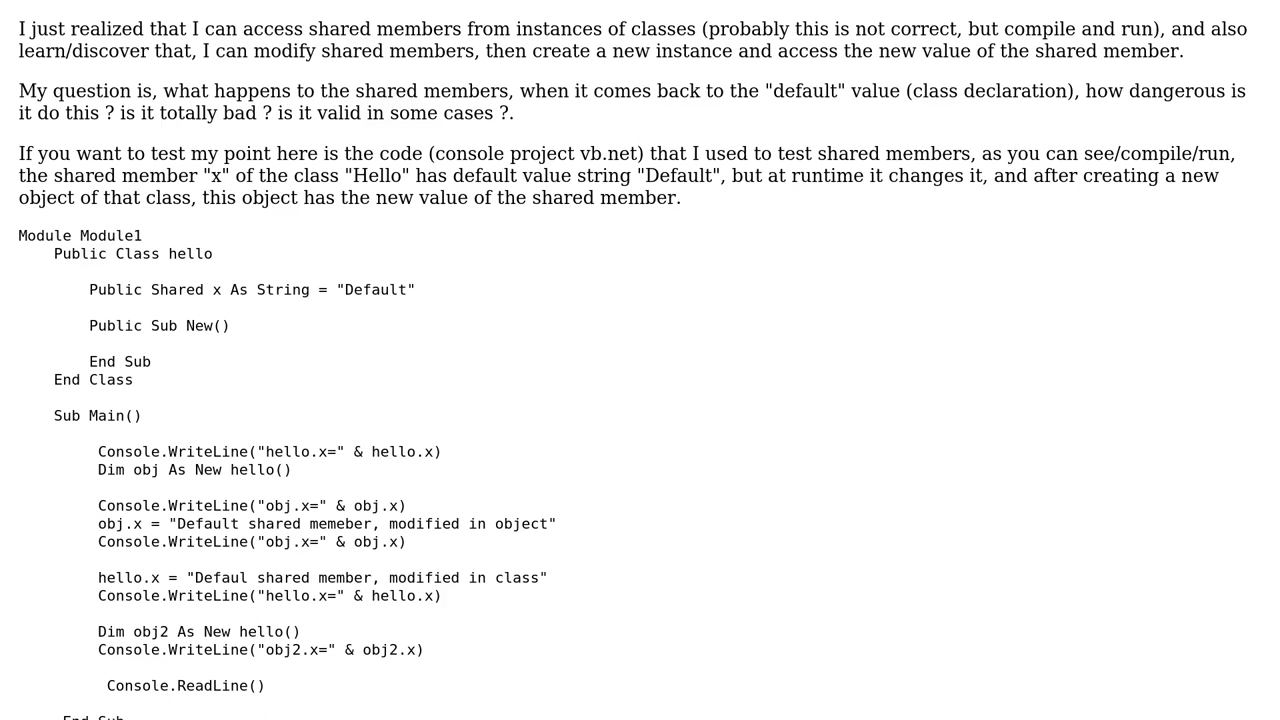 I just realized that I can access shared members from instances of classes (probably this is not correct, but compile and run), and also
learn/discover that, I can modify shared members, then create a new instance and access the new value of the shared member.
My question is, what happens to the shared members, when it comes back to the "default" value (class declaration), how dangerous is
it do this ? is it totally bad ? is it valid in some cases ?.
If you want to test my point here is the code (console project vb.net) that I used to test shared members, as you can see/compile/run,
the shared member "x" of the class "Hello" has default value string "Default", but at runtime it changes it, and after creating a new
object of that class, this object has the new value of the shared member.
Module Module1
    Public Class hello
        Public Shared x As String = "Default"
        Public Sub New()
        End Sub
    End Class
    Sub Main()
         Console.WriteLine("hello.x=" & hello.x)
         Dim obj As New hello()
         Console.WriteLine("obj.x=" & obj.x)
         obj.x = "Default shared memeber, modified in object"
         Console.WriteLine("obj.x=" & obj.x)
         hello.x = "Defaul shared member, modified in class"
         Console.WriteLine("hello.x=" & hello.x)
         Dim obj2 As New hello()
         Console.WriteLine("obj2.x=" & obj2.x)
          Console.ReadLine()
     End Sub